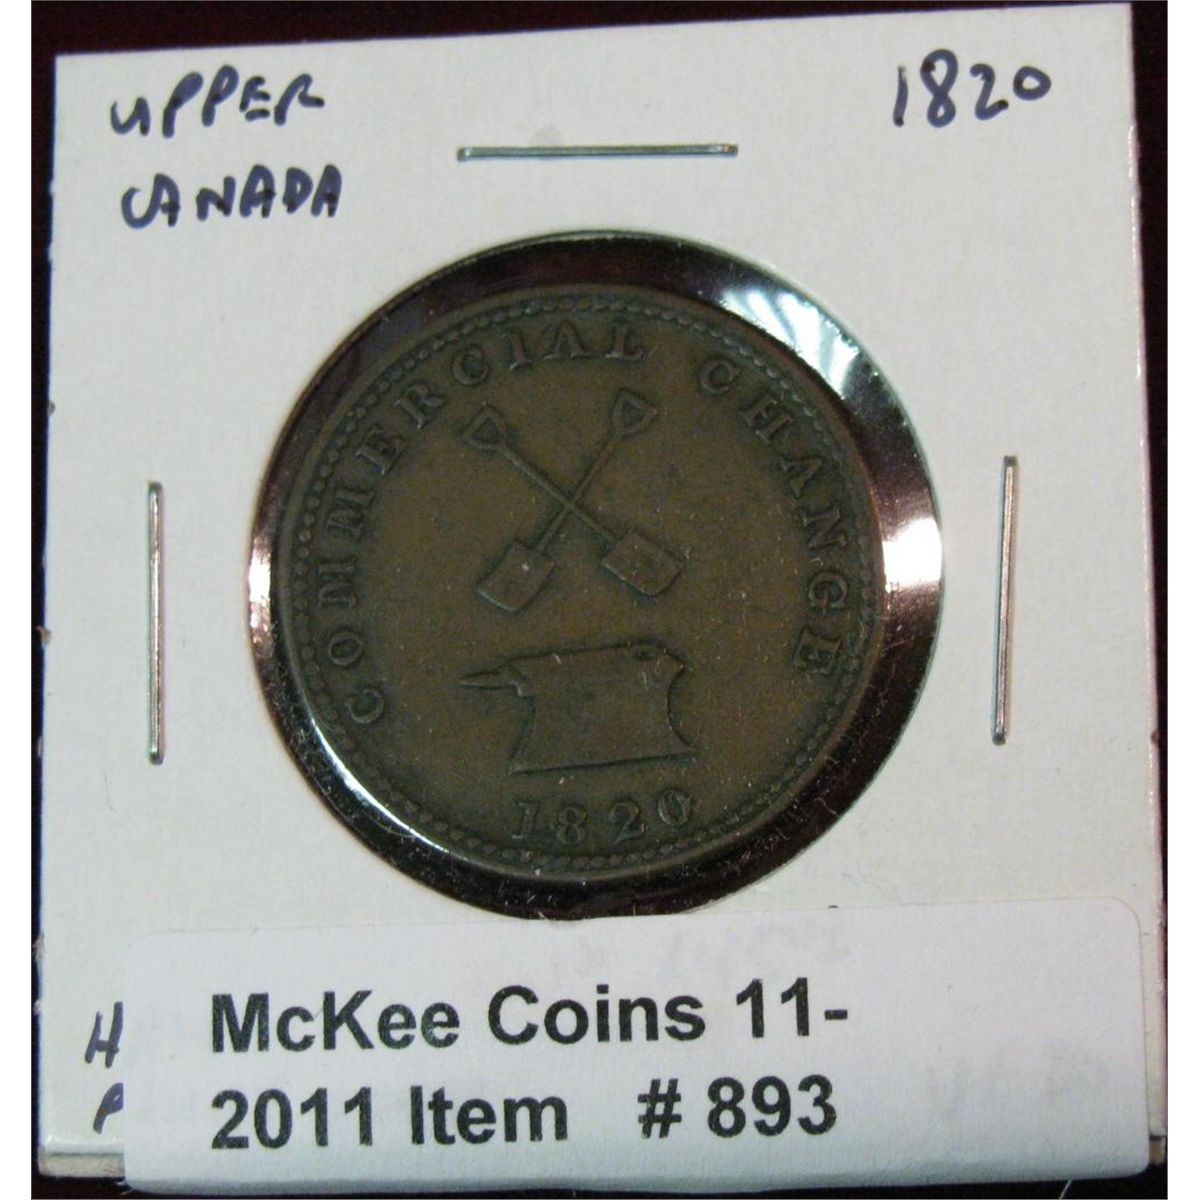 UPPER
CANADA
1820
COMMERCIAL CHANGE
1820
H
McKee Coins 11-
2011 Item # 893